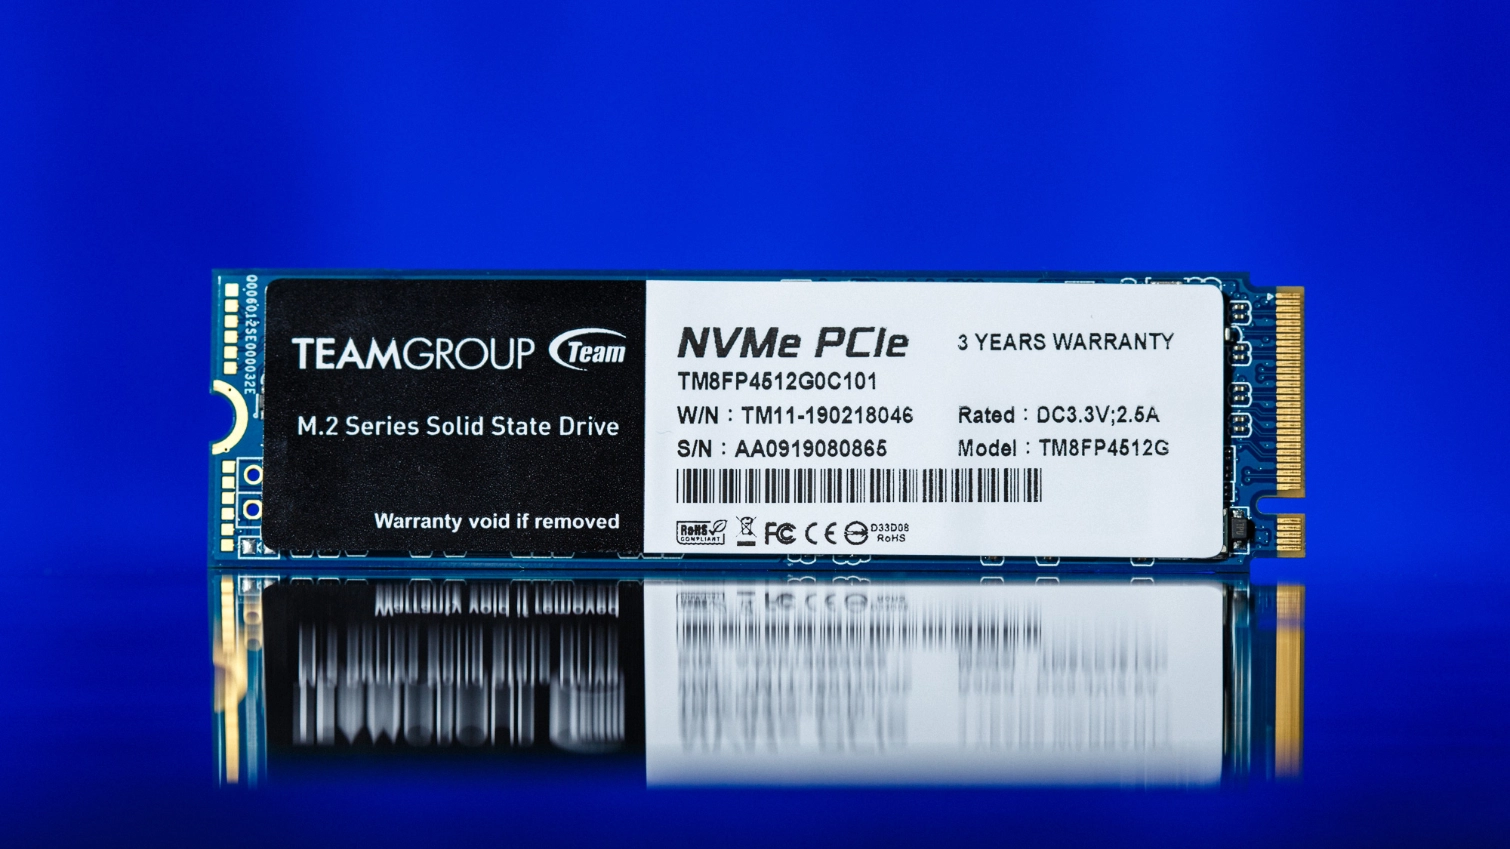 TEAMGROUP Team
M.2 Series Solid State Drive
Warranty void if removed
NVMe PCIe
3 YEARS WARRANTY
TM8FP4512G0C101
W/N : TM11-190218046
Rated : DC3.3V;2.5A
S/N : AA0919080865
Model : TM8FP4512G
RoHS
COMPLIANT
FC CE
D33D08
RoHS